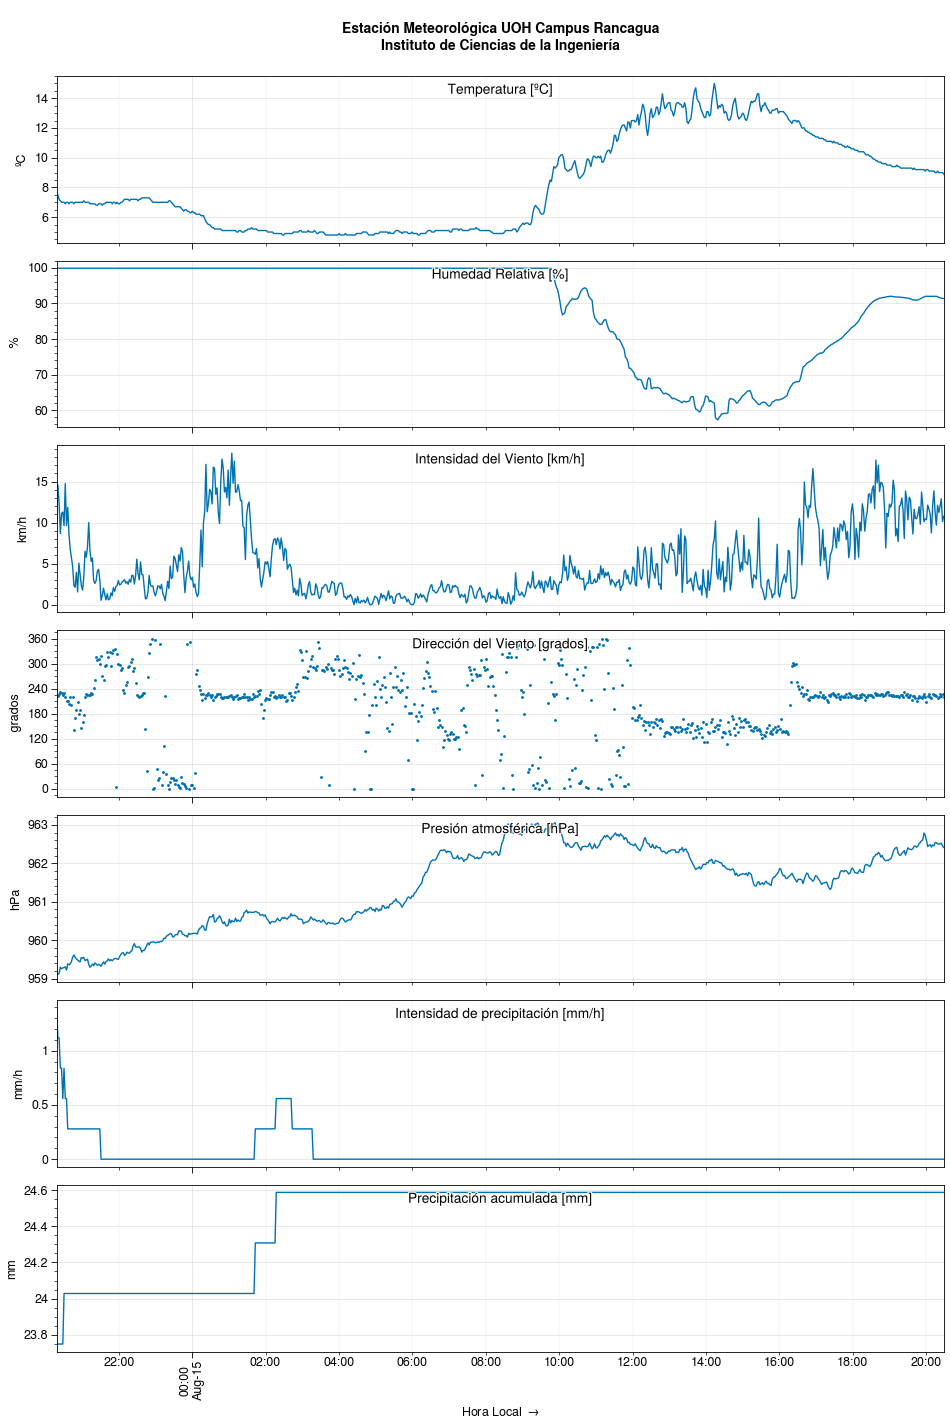 Estación Meteorológica UOH Campus Rancagua
Instituto de Ciencias de la Ingeniería
Temperatura [ºC]
ºC
14
12
10
8
6
Humedad Relativa [%]
%
100
90
80
70
60
Intensidad del Viento [km/h]
km/h
15
10
5
0
Dirección del Viento [grados]
grados
360
300
240
180
120
60
0
Presión atmosférica [hPa]
hPa
963
962
961
960
959
Intensidad de precipitación [mm/h]
mm/h
1
0.5
0
Precipitación acumulada [mm]
mm
24.6
24.4
24.2
24
23.8
22:00
00:00
Aug-15
02:00
04:00
06:00
08:00
10:00
12:00
14:00
16:00
18:00
20:00
Hora Local →